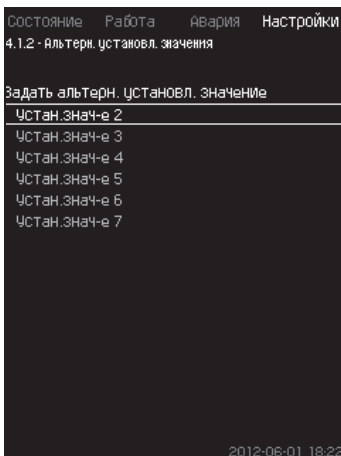 Состояние Работа Авария Настройки
4.1.2 - Альтерн. установл. значения
Задать альтерн. установл. значение
Устан.знач-е 2
Устан.знач-е 3
Устан.знач-е 4
Устан.знач-е 5
Устан.знач-е 6
Устан.знач-е 7
2012-06-01 18:22